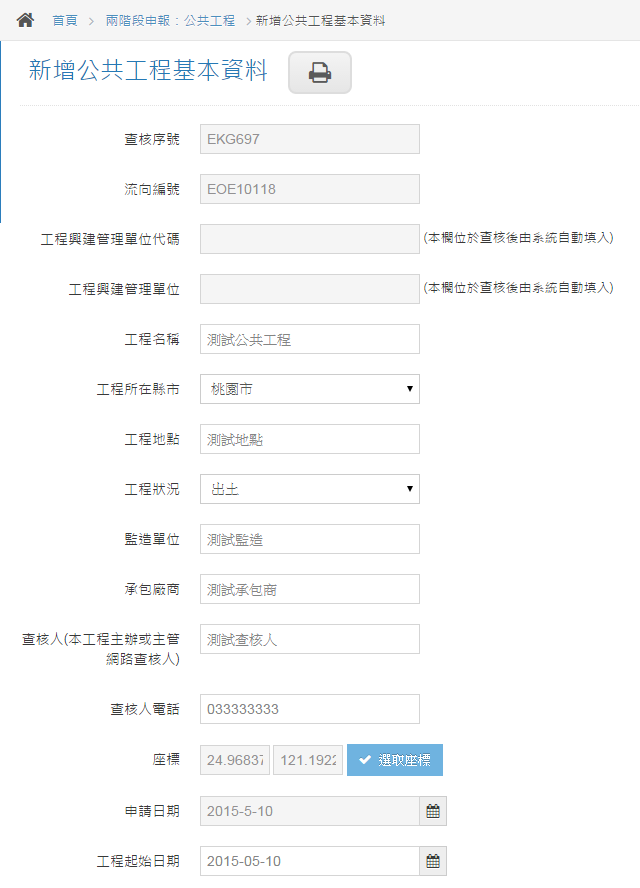 首頁 > 兩階段申報：公共工程 > 新增公共工程基本資料
新增公共工程基本資料
查核序號 EKG697
流向編號 EOE10118
工程興建管理單位代碼 (本欄位於查核後由系統自動填入)
工程興建管理單位 (本欄位於查核後由系統自動填入)
工程名稱 測試公共工程
工程所在縣市 桃園市
工程地點 測試地點
工程狀況 出土
監造單位 測試監造
承包廠商 測試承包商
查核人(本工程主辦或主管
網路查核人) 測試查核人
查核人電話 033333333
座標 24.96837 121.1922 選取座標
申請日期 2015-5-10
工程起始日期 2015-05-10